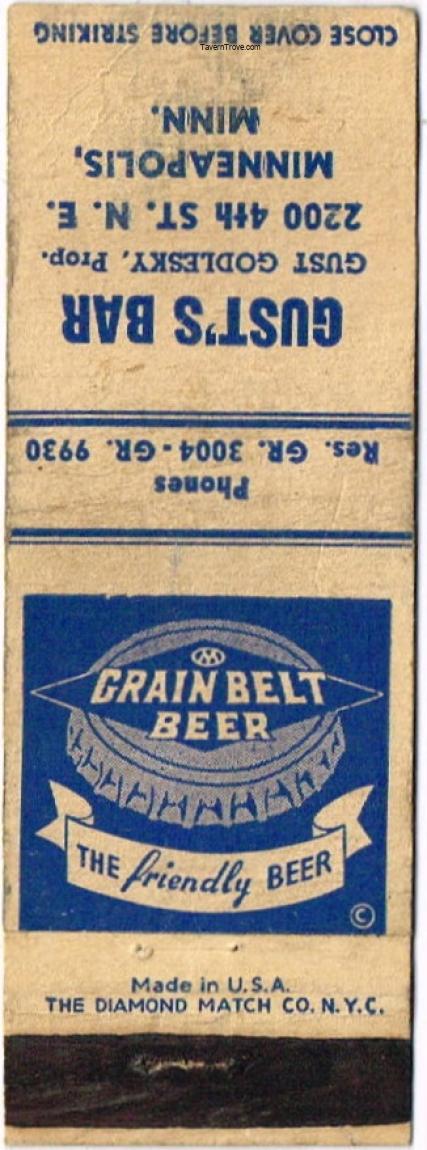 GUST'S BAR
GUST GODLESKY, Prop.
2200 4th ST. N. E.
MINNEAPOLIS,
MINN.
CLOSE COVER BEFORE STRIKING
TavernTrove.com
Phones
Res. GR. 3004 - GR. 9930
GRAIN BELT
BEER
THE friendly BEER
©
Made in U.S.A.
THE DIAMOND MATCH CO. N.Y.C.